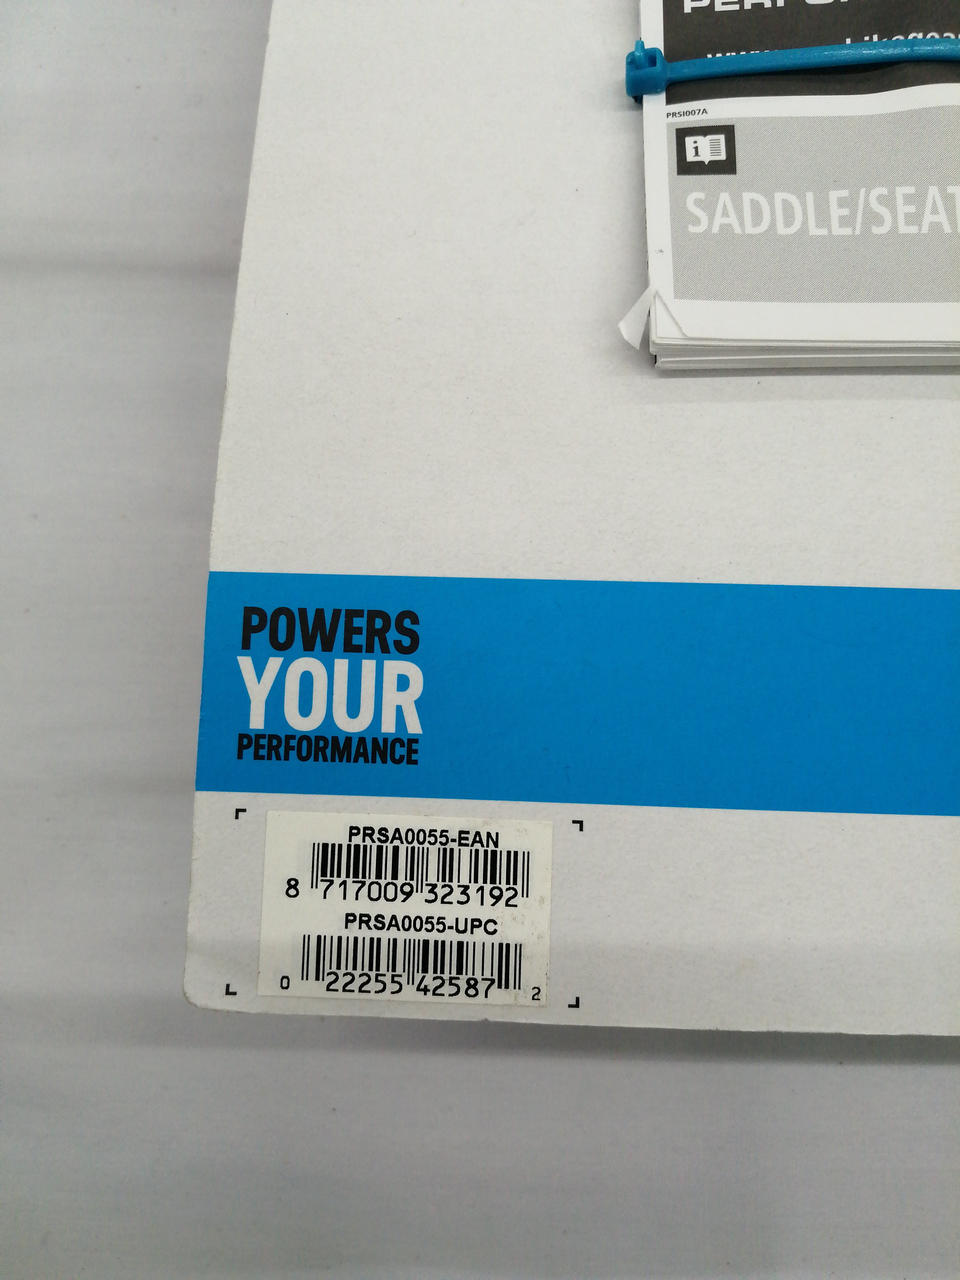 PRSI007A
i
SADDLE/SEAT
POWERS
YOUR
PERFORMANCE
PRSA0055-EAN
8 717009 323192
PRSA0055-UPC
0 22255 42587 2